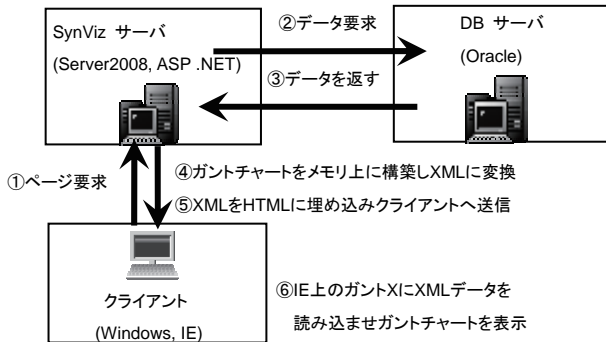 SynViz サーバ
(Server2008, ASP .NET)
②データ要求
③データを返す
DB サーバ
(Oracle)
①ページ要求
④ガントチャートをメモリ上に構築しXMLに変換
⑤XMLをHTMLに埋め込みクライアントへ送信
クライアント
(Windows, IE)
⑥IE上のガントXにXMLデータを
読み込ませガントチャートを表示